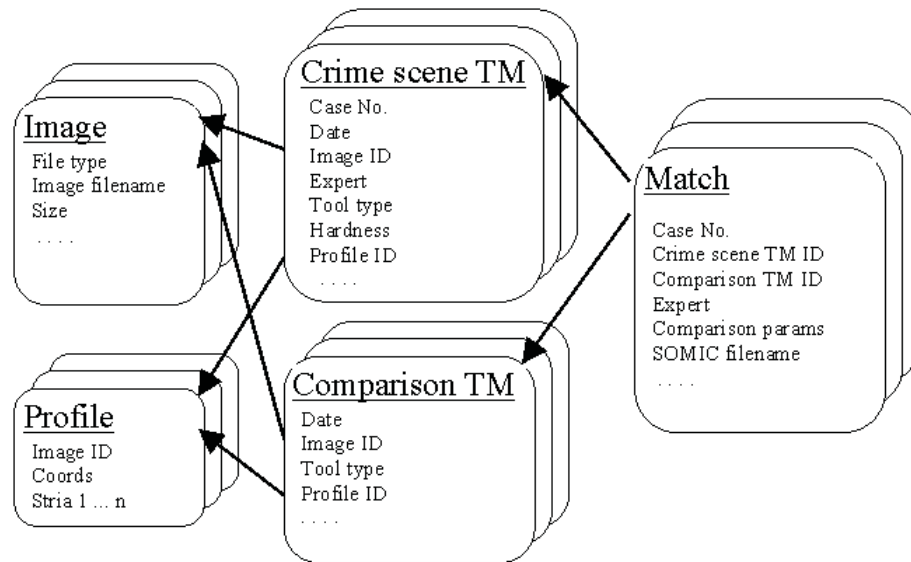 Image
File type
Image filename
Size
. . . .
Profile
Image ID
Coords
Stria 1 ... n
Crime scene TM
Case No.
Date
Image ID
Expert
Tool type
Hardness
Profile ID
. . . .
Comparison TM
Date
Image ID
Tool type
Profile ID
. . . .
Match
Case No.
Crime scene TM ID
Comparison TM ID
Expert
Comparison params
SOMIC filename
. . . .